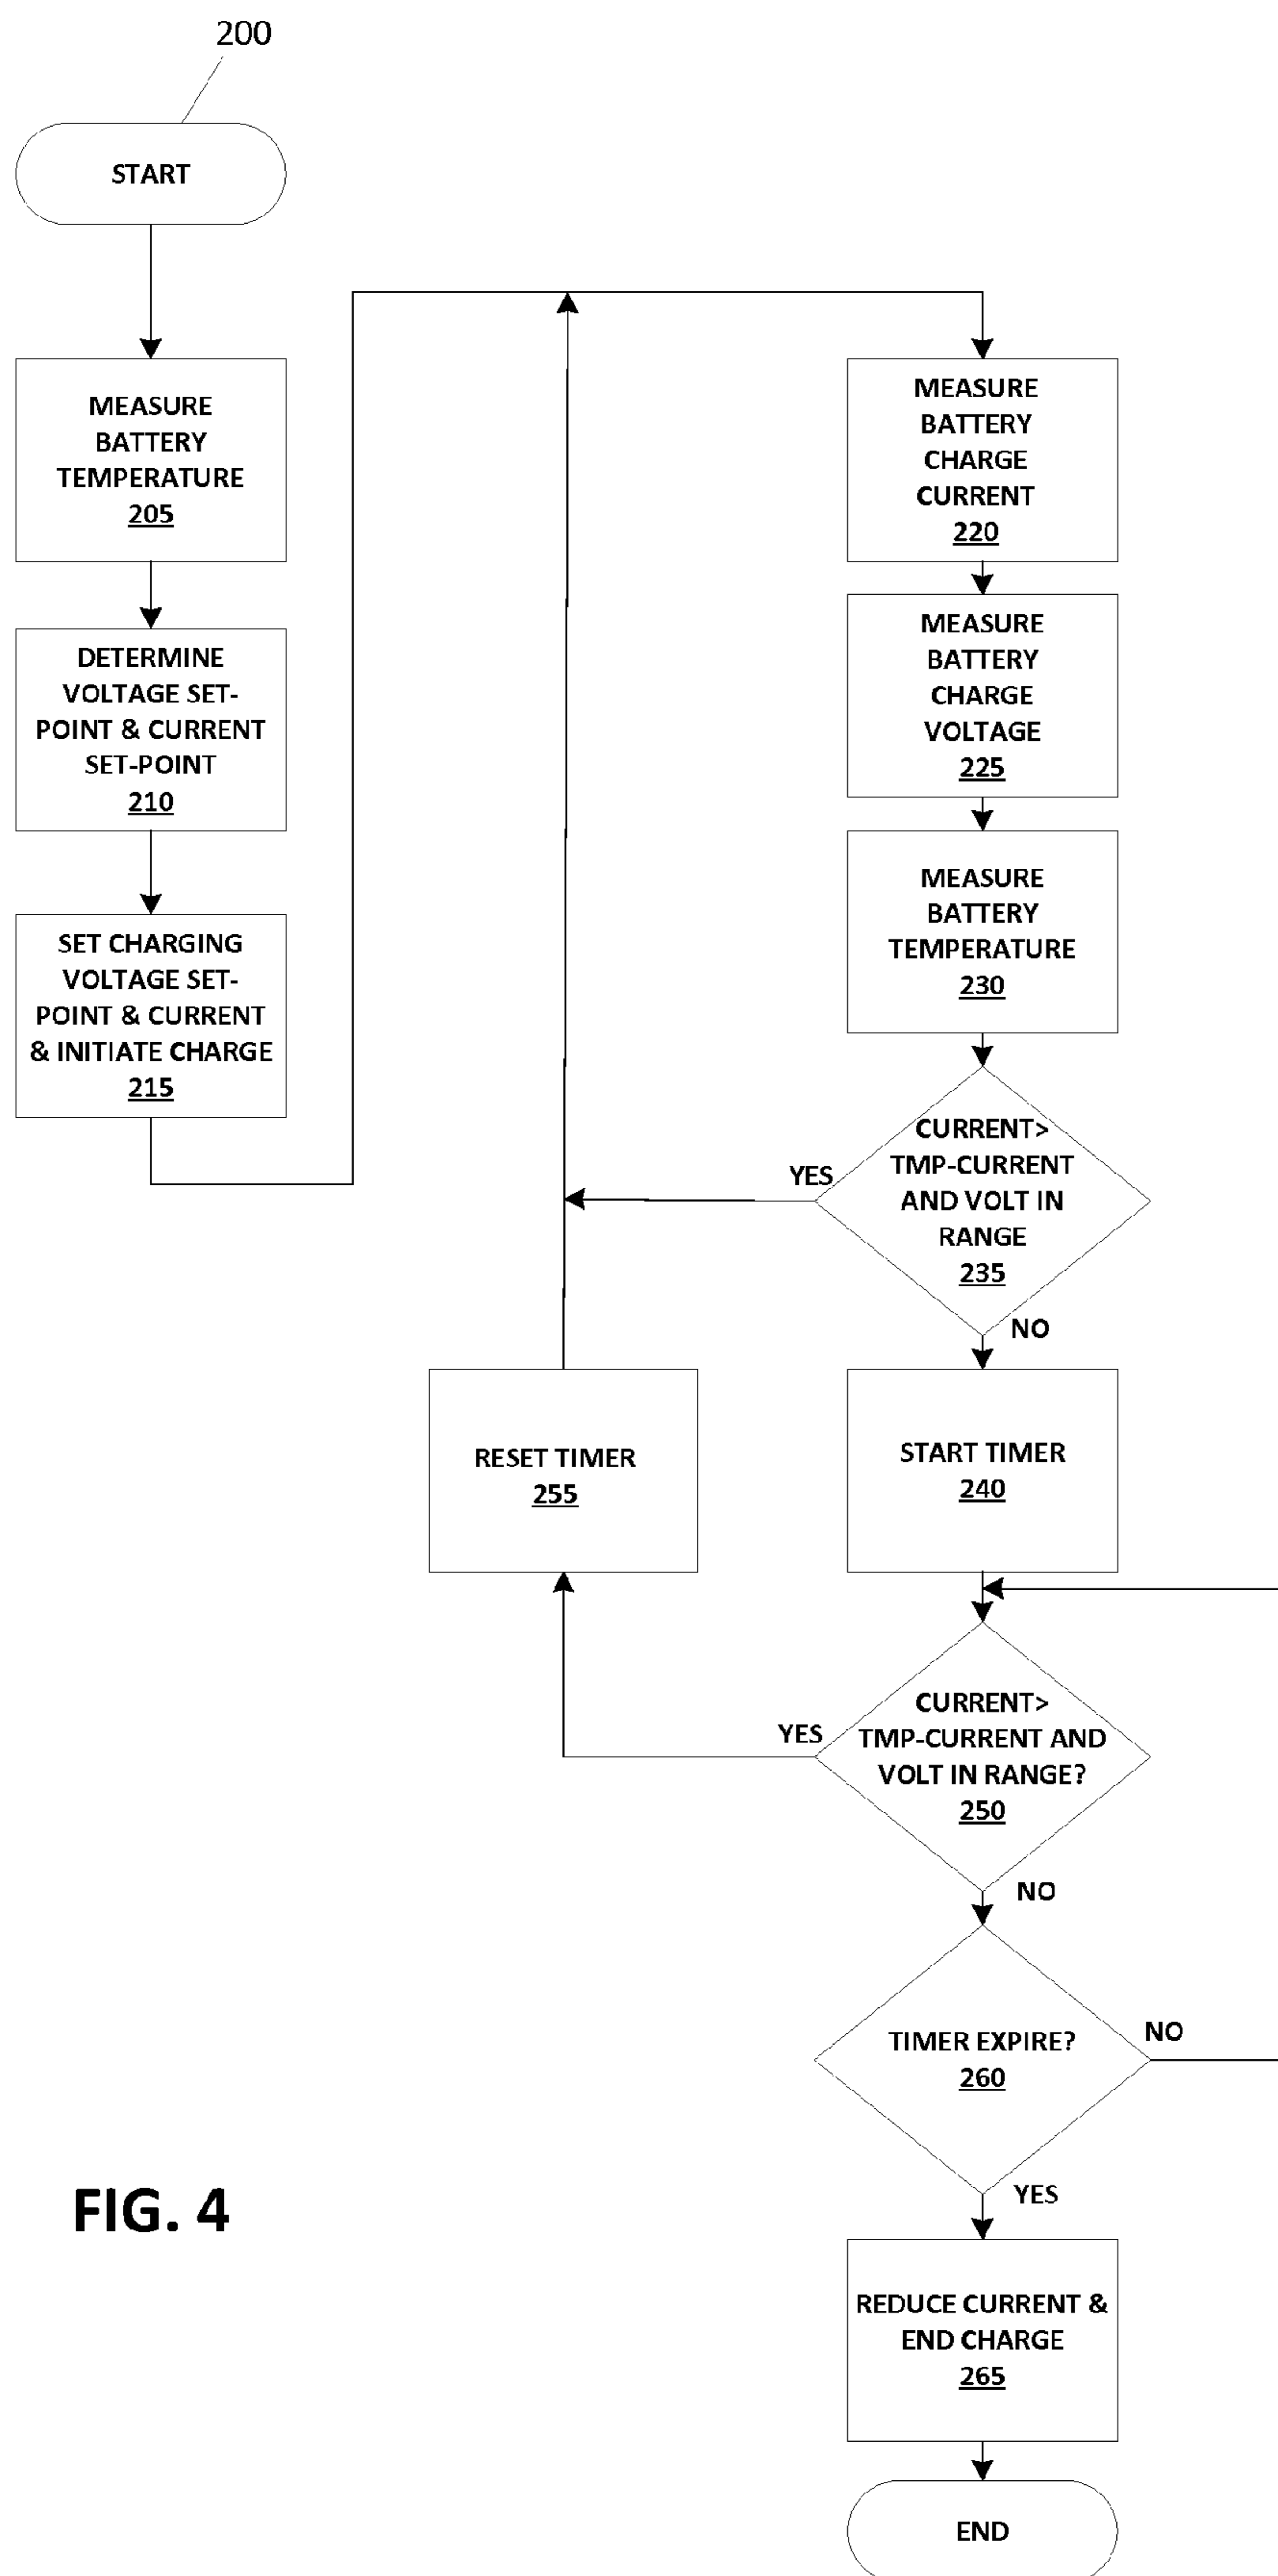 200
START
MEASURE
BATTERY
TEMPERATURE
205
DETERMINE
VOLTAGE SET-
POINT & CURRENT
SET-POINT
210
SET CHARGING
VOLTAGE SET-
POINT & CURRENT
& INITIATE CHARGE
215
MEASURE
BATTERY
CHARGE
CURRENT
220
MEASURE
BATTERY
CHARGE
VOLTAGE
225
MEASURE
BATTERY
TEMPERATURE
230
CURRENT>
TMP-CURRENT
AND VOLT IN
RANGE
235
YES
NO
START TIMER
240
RESET TIMER
255
CURRENT>
TMP-CURRENT AND
VOLT IN RANGE?
250
YES
NO
TIMER EXPIRE?
260
NO
YES
REDUCE CURRENT &
END CHARGE
265
END
FIG. 4